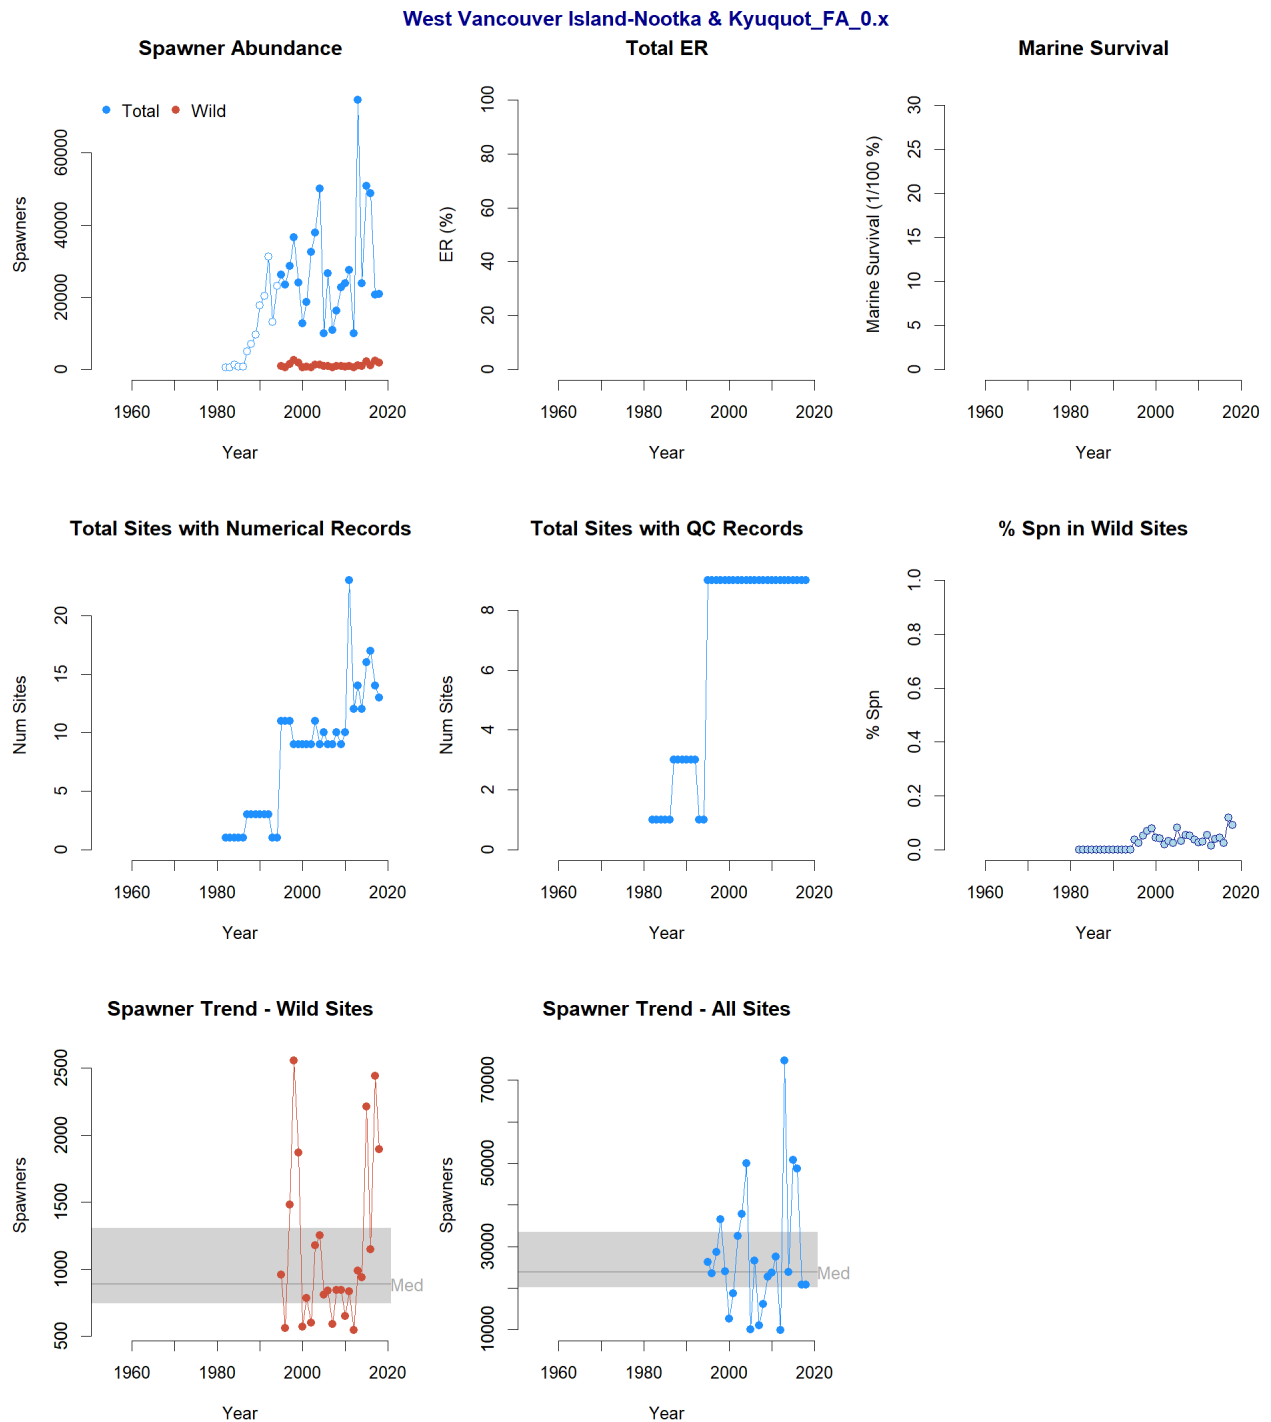 West Vancouver Island-Nootka & Kyuquot_FA_0.x
Spawner Abundance
Total
Wild
Spawners
0
20000
40000
60000
1960
1980
2000
2020
Year
Total ER
ER (%)
0
20
40
60
80
100
1960
1980
2000
2020
Year
Marine Survival
Marine Survival (1/100 %)
0
5
10
15
20
25
30
1960
1980
2000
2020
Year
Total Sites with Numerical Records
Num Sites
0
5
10
15
20
1960
1980
2000
2020
Year
Total Sites with QC Records
Num Sites
0
2
4
6
8
1960
1980
2000
2020
Year
% Spn in Wild Sites
% Spn
0.0
0.2
0.4
0.6
0.8
1.0
1960
1980
2000
2020
Year
Spawner Trend - Wild Sites
Spawners
500
1000
1500
2000
2500
Med
1960
1980
2000
2020
Year
Spawner Trend - All Sites
Spawners
10000
30000
50000
70000
Med
1960
1980
2000
2020
Year